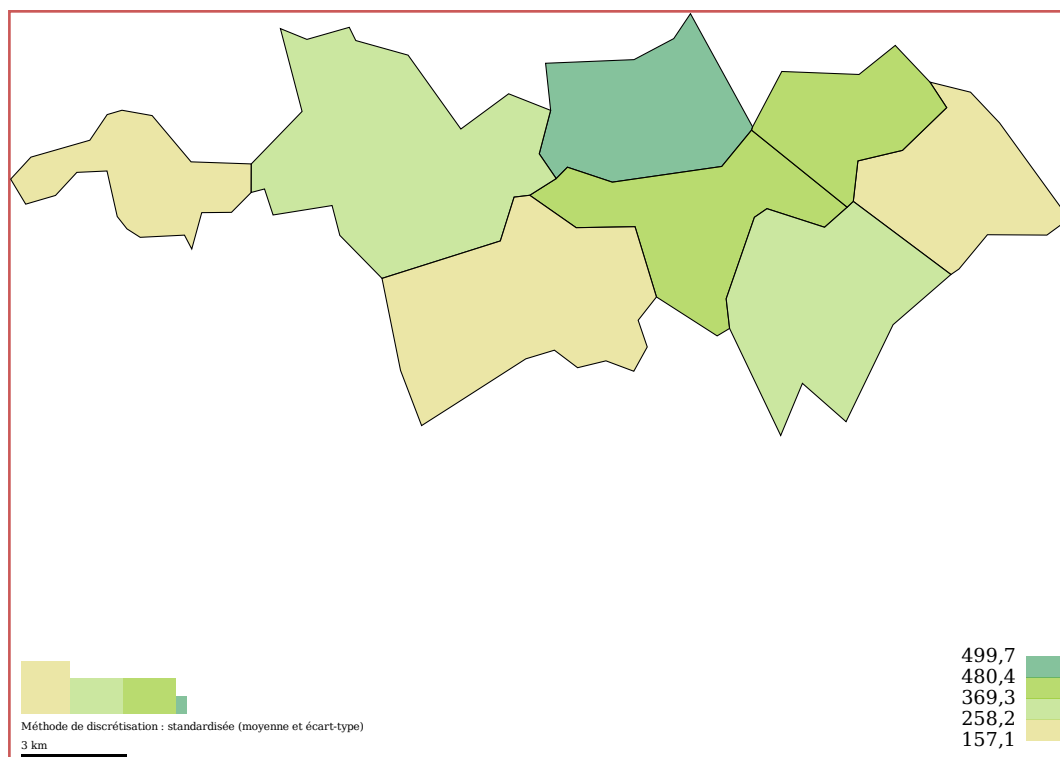 499,7
480,4
369,3
258,2
157,1
Méthode de discrétisation : standardisée (moyenne et écart-type)
3 km